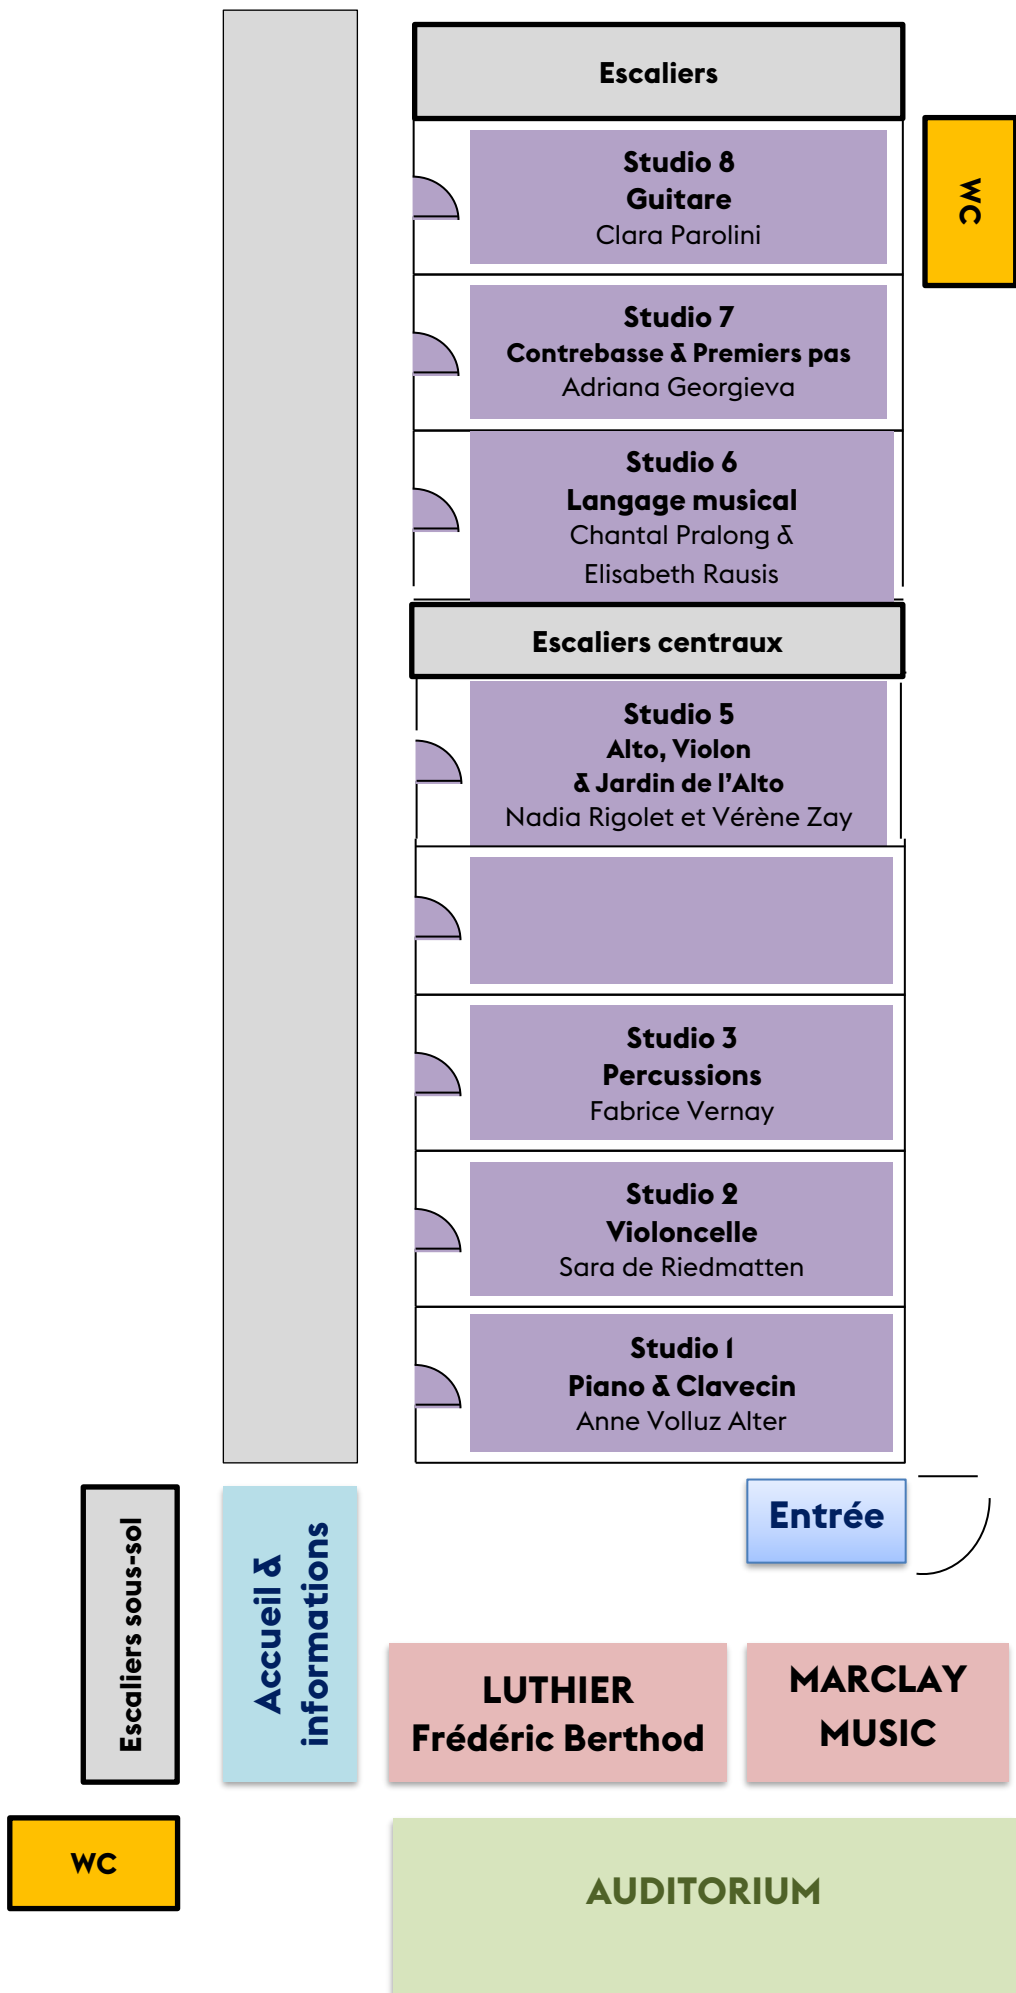 Escaliers
WC
Studio 8
Guitare
Clara Parolini
Studio 7
Contrebasse & Premiers pas
Adriana Georgieva
Studio 6
Langage musical
Chantal Pralong &
Elisabeth Rausis
Escaliers centraux
Studio 5
Alto, Violon
& Jardin de l'Alto
Nadia Rigolet et Vérène Zay
Studio 3
Percussions
Fabrice Vernay
Studio 2
Violoncelle
Sara de Riedmatten
Studio 1
Piano & Clavecin
Anne Volluz Alter
Entrée
Escaliers sous-sol
Accueil &
informations
LUTHIER
Frédéric Berthod
MARCLAY
MUSIC
WC
AUDITORIUM